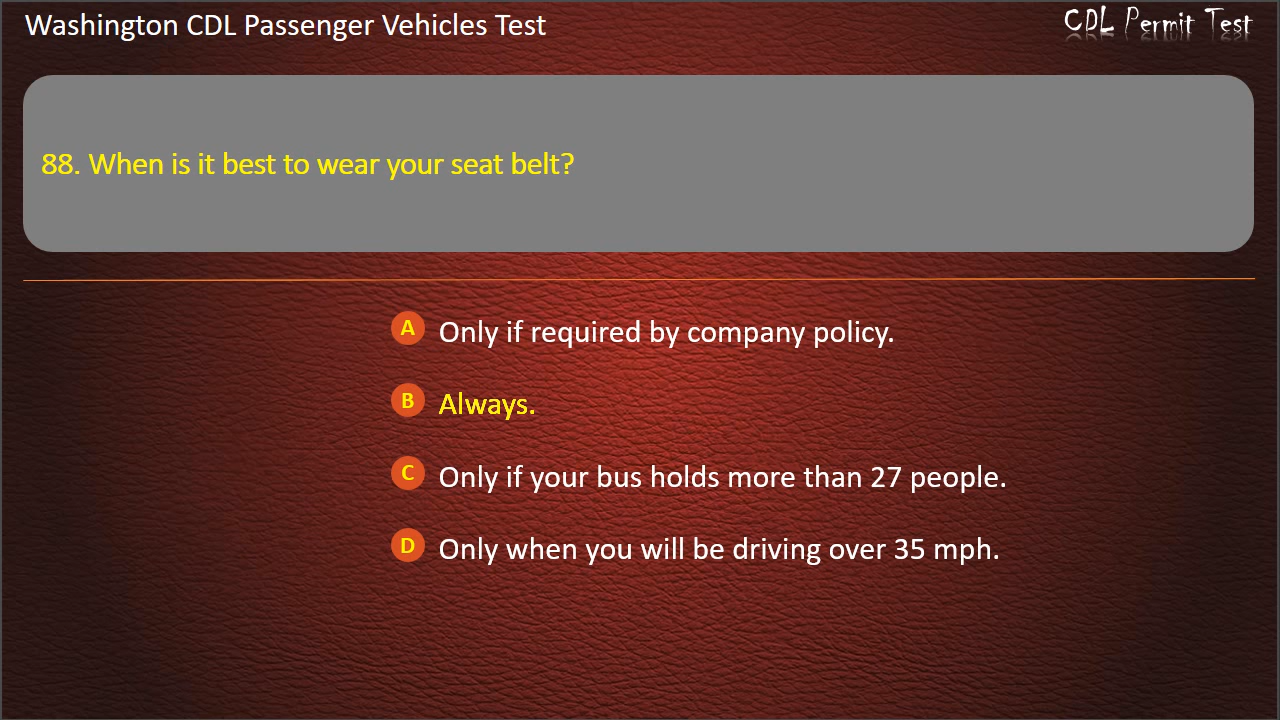 Washington CDL Passenger Vehicles Test
CDL Permit Test
88. When is it best to wear your seat belt?
A Only if required by company policy.
B Always.
C Only if your bus holds more than 27 people.
D Only when you will be driving over 35 mph.